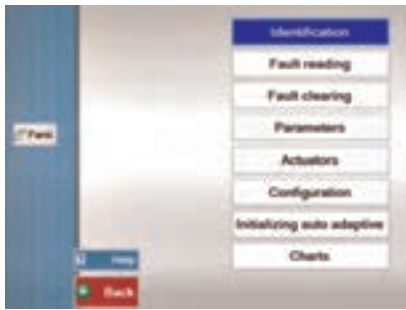 Identification
Fault reading
Fault clearing
Parameters
Actuators
Configuration
Initializing auto adaptive
Charts
Help
Back